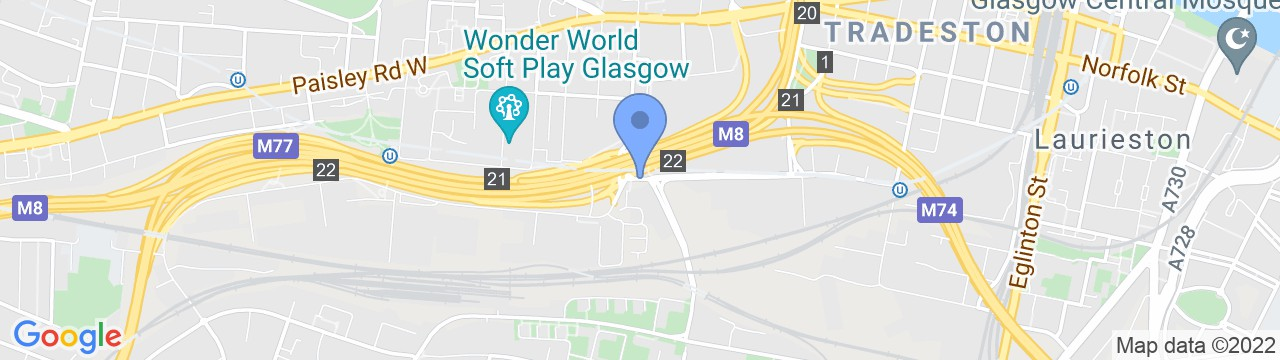 Glasgow Central Mosque
20
TRADESTON
Wonder World
Soft Play Glasgow
1
Norfolk St
Paisley Rd W
U
U
21
M8
Laurieston
M77
U
22
22
21
U
A730
M8
M74
Eglinton St
A728
Google
Map data ©2022